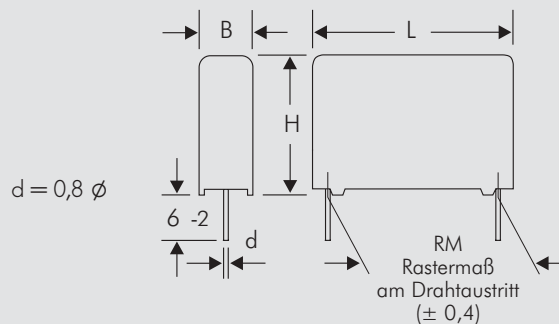 B
L
H
d = 0,8 ϕ
6 -2
d
RM
Rastermaß
am Drahtaustritt
(± 0,4)